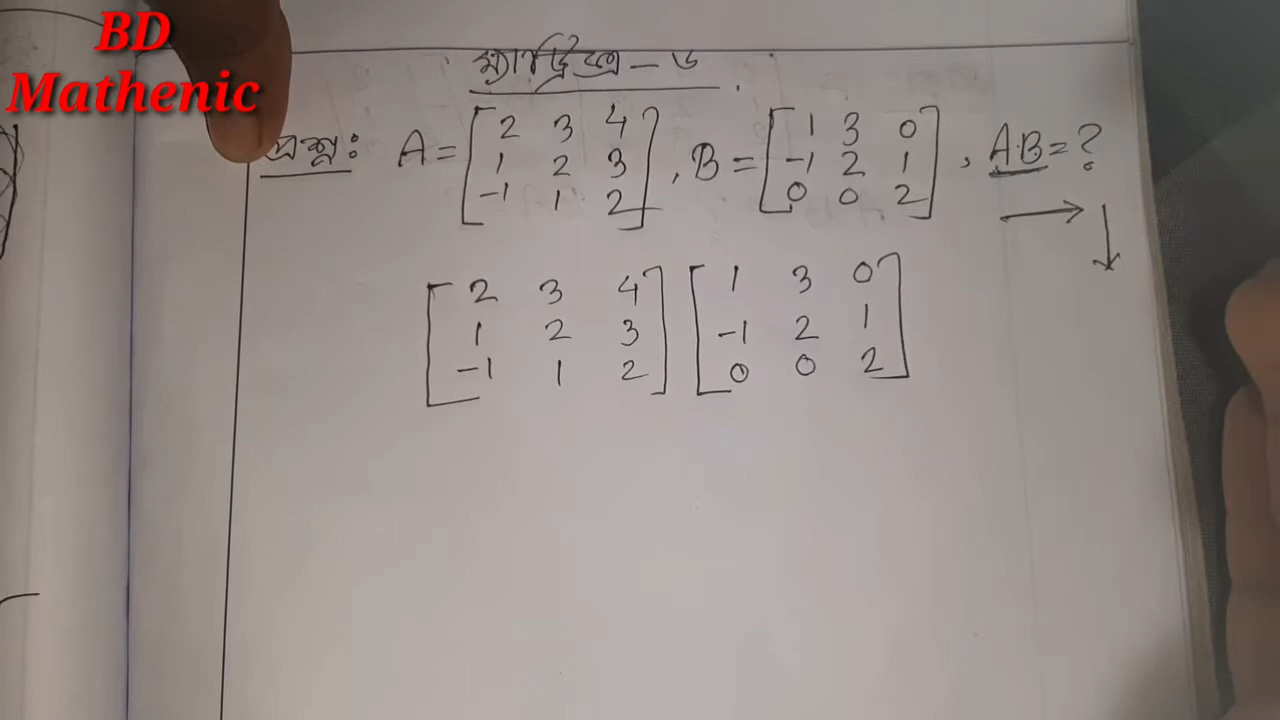 BD
Mathenic
ম্যাট্রিক্স - ৬
প্রশ্ন: A = [2 3 4 , B = [1 3 0 , A·B = ?
1 2 3 -1 2 1
-1 1 2] 0 0 2]
[2 3 4 [1 3 0
1 2 3 -1 2 1
-1 1 2] 0 0 2]